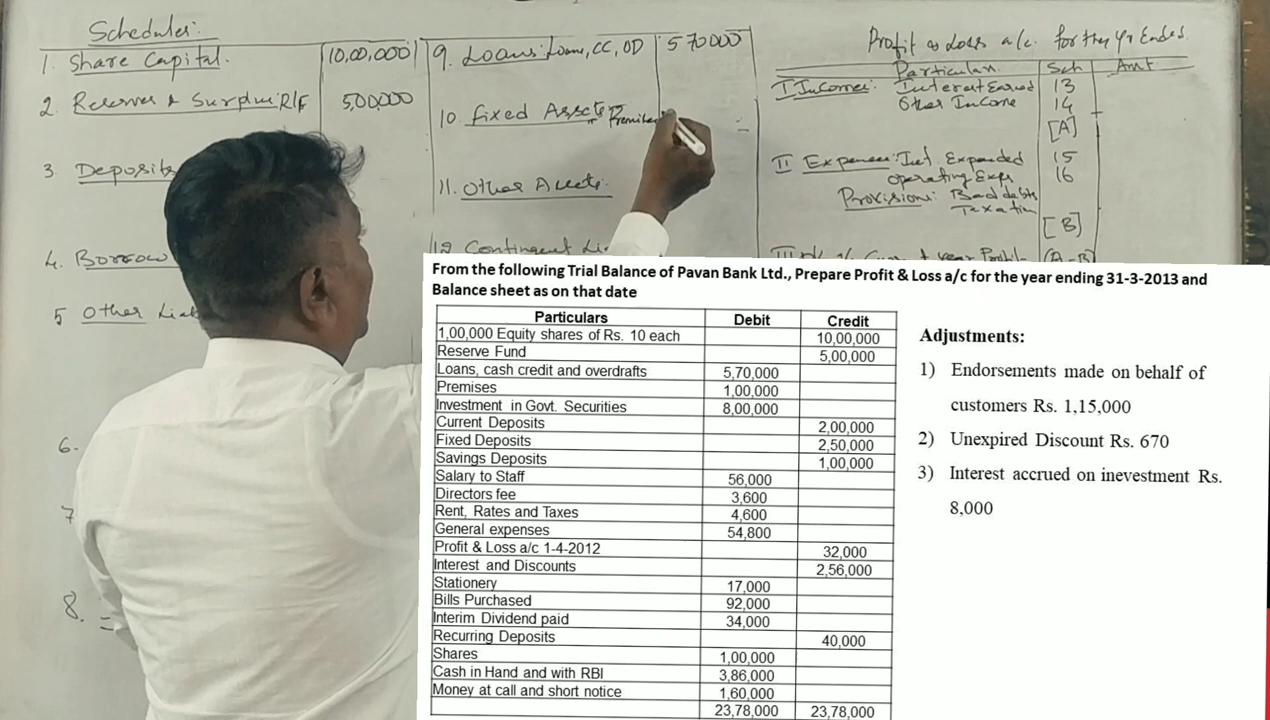 Schedules:
1. Share Capital. 10,00,000
2. Reserves & Surplus: R/F 5,00,000
3. Deposits
4. Borrow
5 Other Lia
6.
7
8. =
9. Loans: Loans, CC, OD 570000
10. Fixed Assets:
11. Other Assets:
12 Contingent Li
Profit & Loss a/c. for the yr Ended
Particulars Sch Amt
I Incomes: Interest Earned 13
Other Income 14
[A]
II Expenses: Int. Expended 15
Operating Exps 16
Provisions: Bad debts
Taxation
[B]
(A-B)
From the following Trial Balance of Pavan Bank Ltd., Prepare Profit & Loss a/c for the year ending 31-3-2013 and
Balance sheet as on that date
Particulars Debit Credit
1,00,000 Equity shares of Rs. 10 each 10,00,000
Reserve Fund 5,00,000
Loans, cash credit and overdrafts 5,70,000
Premises 1,00,000
Investment in Govt. Securities 8,00,000
Current Deposits 2,00,000
Fixed Deposits 2,50,000
Savings Deposits 1,00,000
Salary to Staff 56,000
Directors fee 3,600
Rent, Rates and Taxes 4,600
General expenses 54,800
Profit & Loss a/c 1-4-2012 32,000
Interest and Discounts 2,56,000
Stationery 17,000
Bills Purchased 92,000
Interim Dividend paid 34,000
Recurring Deposits 40,000
Shares 1,00,000
Cash in Hand and with RBI 3,86,000
Money at call and short notice 1,60,000
23,78,000 23,78,000
Adjustments:
1) Endorsements made on behalf of
customers Rs. 1,15,000
2) Unexpired Discount Rs. 670
3) Interest accrued on inevestment Rs.
8,000